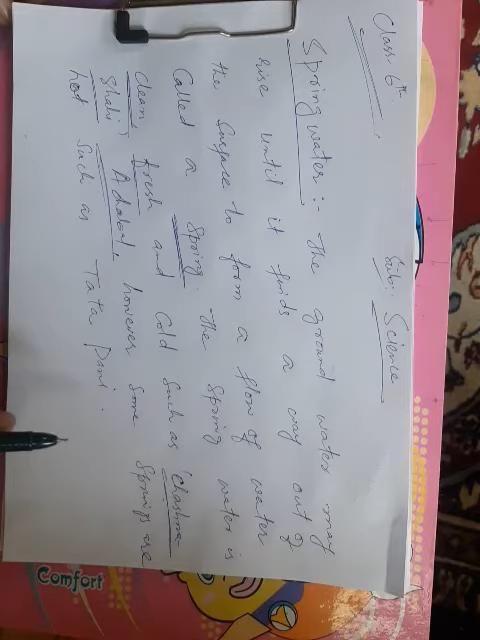 Class 6th Sub: Science
Spring water :- The ground water may
rise until it finds a way out of
the surface to form a flow of water
Called a Spring. The spring water is
clean, fresh and cold such as 'chashma
Shahi', Achabal, however some springs are
hot such as Tata Pani.
Comfort